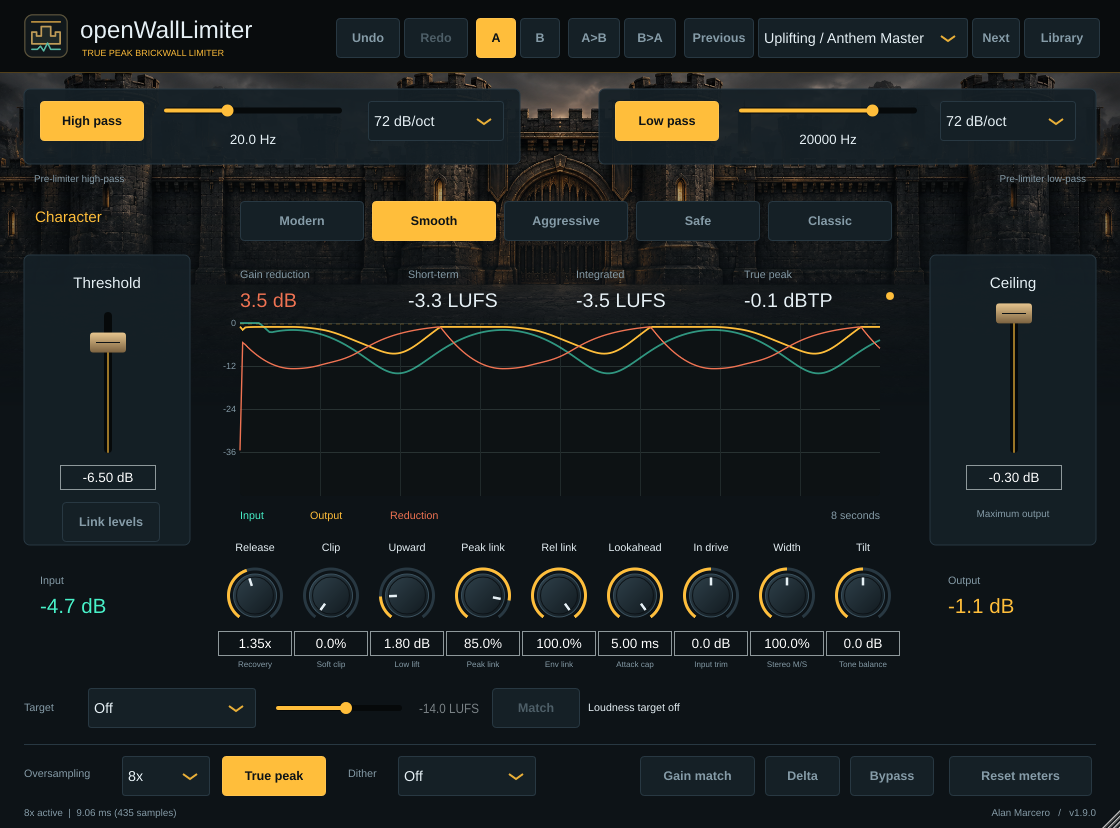 openWallLimiter
TRUE PEAK BRICKWALL LIMITER
Undo
Redo
A
B
A>B
B>A
Previous
Uplifting / Anthem Master
Next
Library
High pass
20.0 Hz
72 dB/oct
Low pass
20000 Hz
72 dB/oct
Pre-limiter high-pass
Pre-limiter low-pass
Character
Modern
Smooth
Aggressive
Safe
Classic
Threshold
-6.50 dB
Link levels
Gain reduction
3.5 dB
Short-term
-3.3 LUFS
Integrated
-3.5 LUFS
True peak
-0.1 dBTP
0
-12
-24
-36
Input
Output
Reduction
8 seconds
Ceiling
-0.30 dB
Maximum output
Input
-4.7 dB
Release
Clip
Upward
Peak link
Rel link
Lookahead
In drive
Width
Tilt
1.35x
0.0%
1.80 dB
85.0%
100.0%
5.00 ms
0.0 dB
100.0%
0.0 dB
Recovery
Soft clip
Low lift
Peak link
Env link
Attack cap
Input trim
Stereo M/S
Tone balance
Output
-1.1 dB
Target
Off
-14.0 LUFS
Match
Loudness target off
Oversampling
8x
True peak
Dither
Off
Gain match
Delta
Bypass
Reset meters
8x active | 9.06 ms (435 samples)
Alan Marcero / v1.9.0